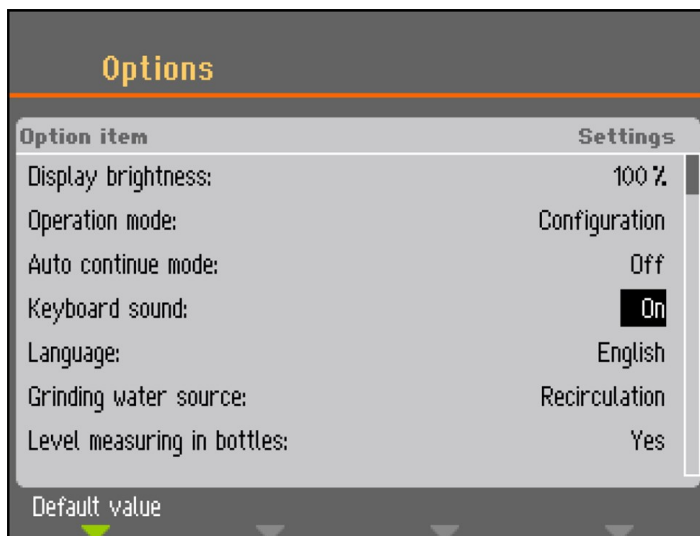 Options
Option item Settings
Display brightness: 100 %
Operation mode: Configuration
Auto continue mode: Off
Keyboard sound: On
Language: English
Grinding water source: Recirculation
Level measuring in bottles: Yes
Default value